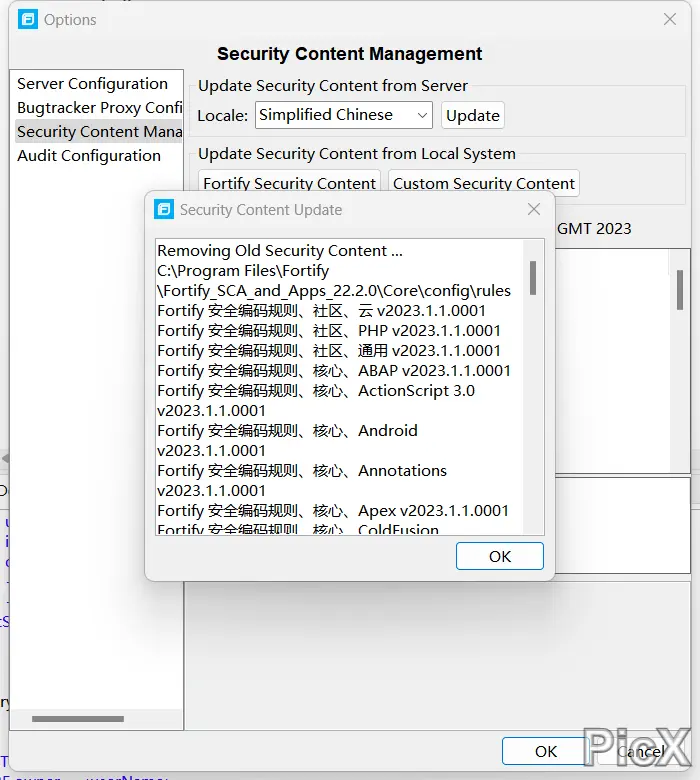 Options
Security Content Management
Server Configuration
Bugtracker Proxy Confi
Security Content Mana
Audit Configuration
Update Security Content from Server
Locale: Simplified Chinese Update
Update Security Content from Local System
Fortify Security Content Custom Security Content
GMT 2023
Security Content Update
Removing Old Security Content ...
C:\Program Files\Fortify
\Fortify_SCA_and_Apps_22.2.0\Core\config\rules
Fortify 安全编码规则、社区、云 v2023.1.1.0001
Fortify 安全编码规则、社区、PHP v2023.1.1.0001
Fortify 安全编码规则、社区、通用 v2023.1.1.0001
Fortify 安全编码规则、核心、ABAP v2023.1.1.0001
Fortify 安全编码规则、核心、ActionScript 3.0
v2023.1.1.0001
Fortify 安全编码规则、核心、Android
v2023.1.1.0001
Fortify 安全编码规则、核心、Annotations
v2023.1.1.0001
Fortify 安全编码规则、核心、Apex v2023.1.1.0001
Fortify 安全编码规则、核心、ColdFusion
OK
OK Cancel
PicX